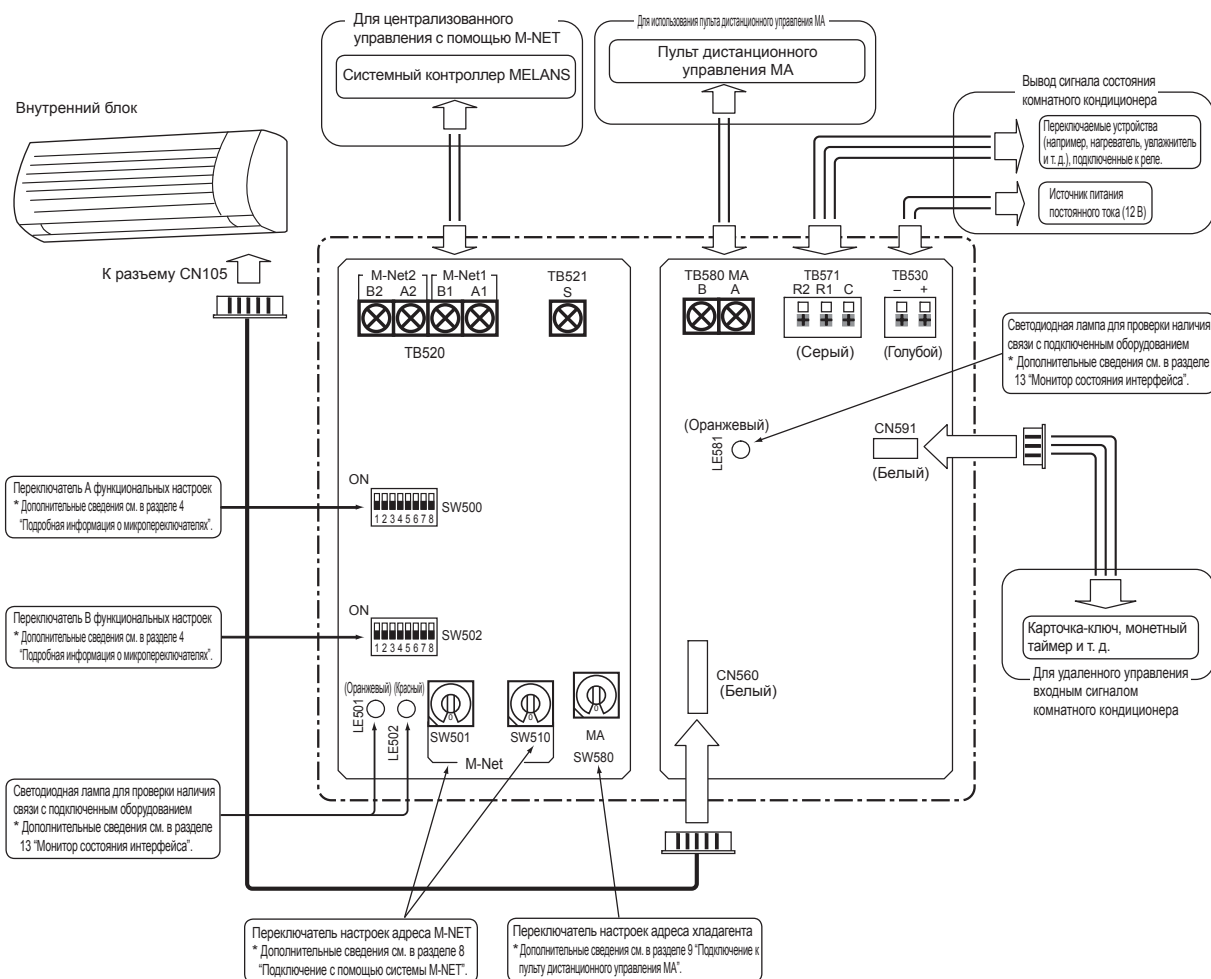 Для централизованного
управления с помощью M-NET
Системный контроллер MELANS
Для использования пульта дистанционного управления МА
Пульт дистанционного
управления МА
Вывод сигнала состояния
комнатного кондиционера
Переключаемые устройства
(например, нагреватель, увлажнитель
и т. д.), подключенные к реле.
Источник питания
постоянного тока (12 В)
Внутренний блок
К разъему CN105
M-Net2 M-Net1
B2 A2 B1 A1
TB520
TB521
S
TB580 MA
B A
TB571
R2 R1 C
(Серый)
TB530
– +
(Голубой)
Светодиодная лампа для проверки наличия
связи с подключенным оборудованием
* Дополнительные сведения см. в разделе
13 “Монитор состояния интерфейса”.
(Оранжевый)
LE581
CN591
(Белый)
Переключатель А функциональных настроек
* Дополнительные сведения см. в разделе 4
“Подробная информация о микропереключателях”.
ON
1 2 3 4 5 6 7 8
SW500
Переключатель В функциональных настроек
* Дополнительные сведения см. в разделе 4
“Подробная информация о микропереключателях”.
ON
1 2 3 4 5 6 7 8
SW502
Карточка-ключ, монетный
таймер и т. д.
Для удаленного управления
входным сигналом
комнатного кондиционера
CN560
(Белый)
(Оранжевый) (Красный)
LE501
LE502
0
SW501
0
SW510
M-Net
0
MA
SW580
Светодиодная лампа для проверки наличия
связи с подключенным оборудованием
* Дополнительные сведения см. в разделе
13 “Монитор состояния интерфейса”.
Переключатель настроек адреса M-NET
* Дополнительные сведения см. в разделе 8
“Подключение с помощью системы M-NET”.
Переключатель настроек адреса хладагента
* Дополнительные сведения см. в разделе 9 “Подключение к
пульту дистанционного управления МА”.